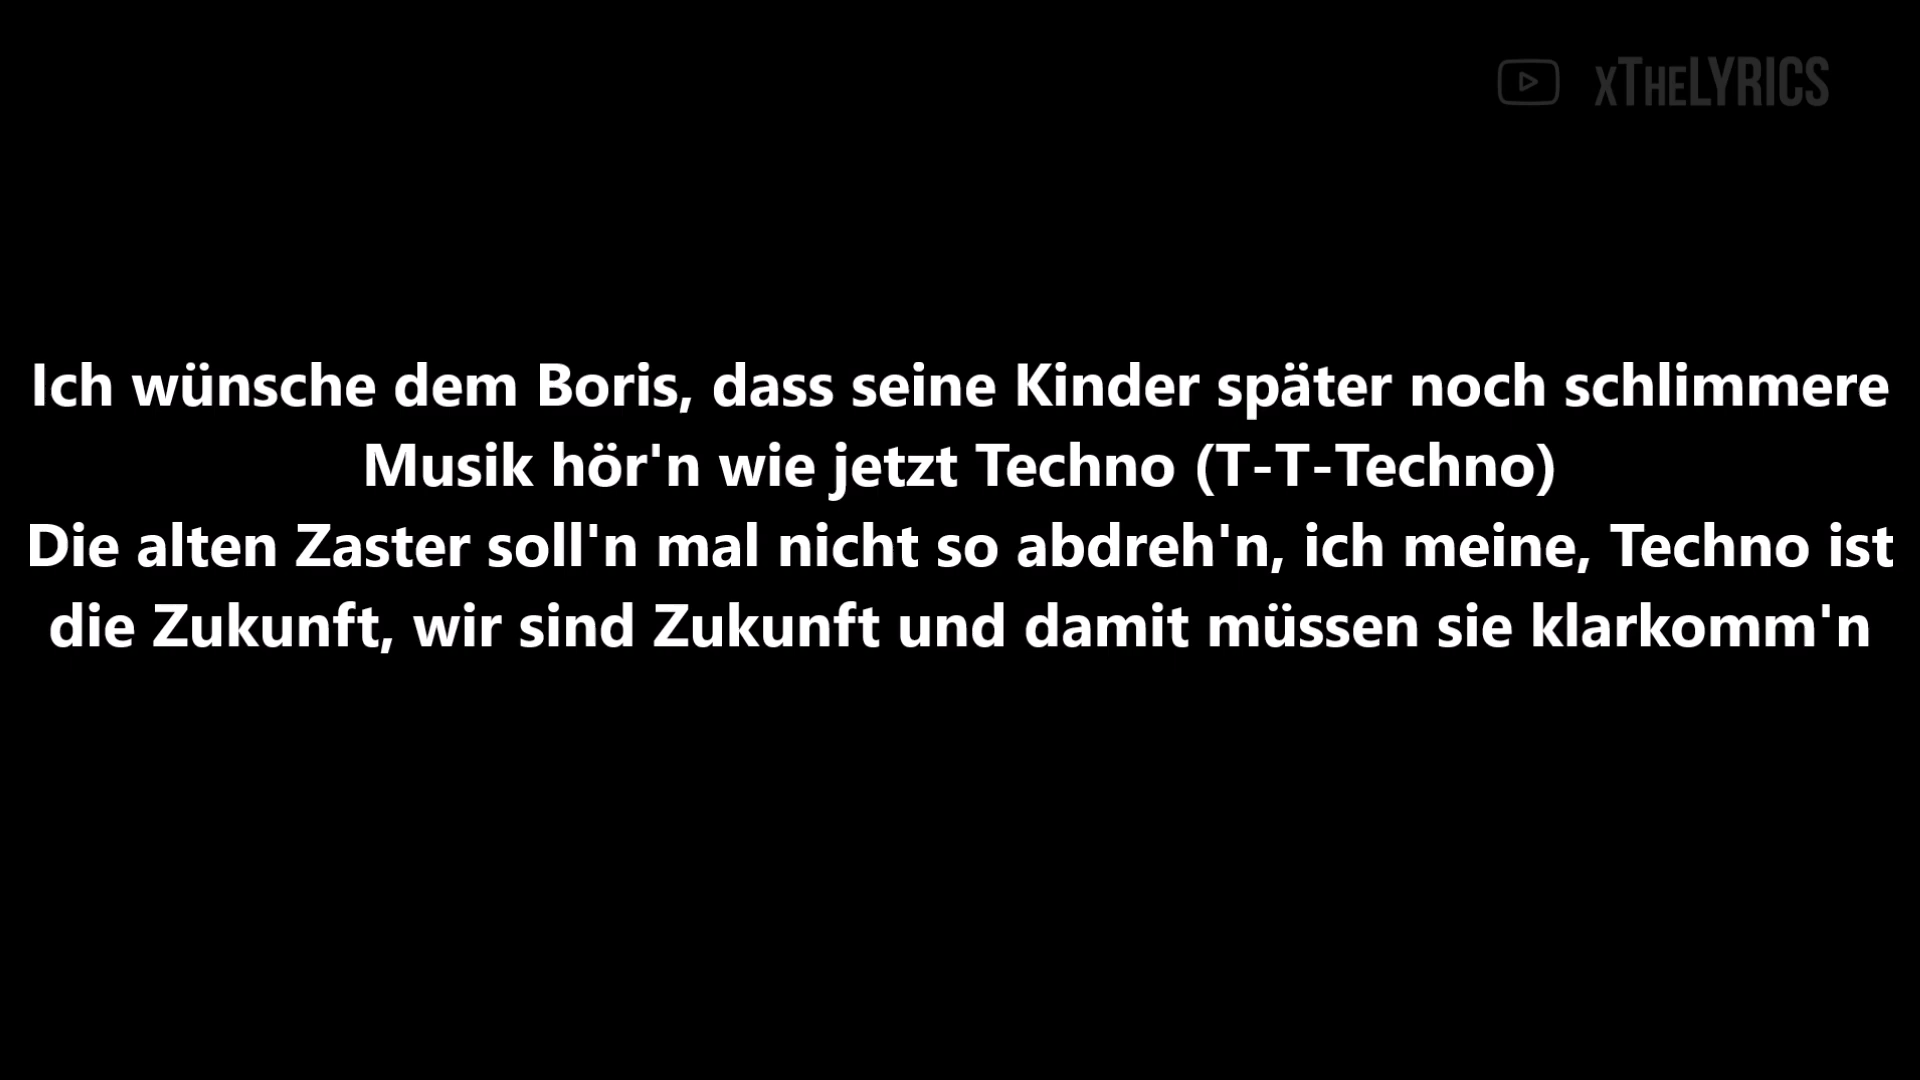 xTheLYRICS
Ich wünsche dem Boris, dass seine Kinder später noch schlimmere
Musik hör'n wie jetzt Techno (T-T-Techno)
Die alten Zaster soll'n mal nicht so abdreh'n, ich meine, Techno ist
die Zukunft, wir sind Zukunft und damit müssen sie klarkomm'n